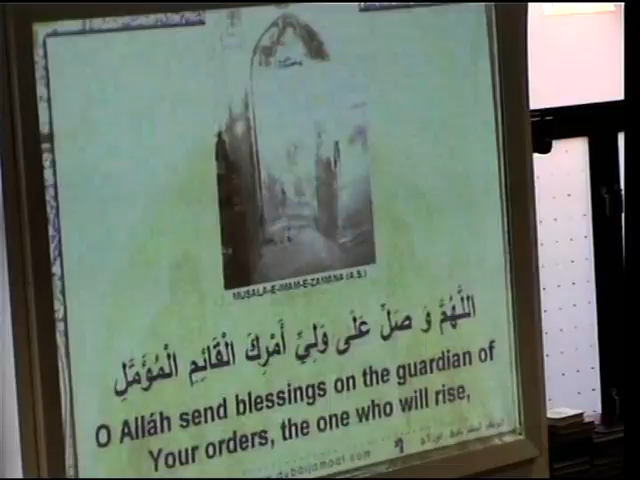 MUSALA-E-IMAM-E-ZAMANA (A.S.)
اللَّهُمَّ وَ صَلِّ عَلَى وَلِيِّ أَمْرِكَ الْقَائِمِ الْمُؤَمَّلِ
O Alláh send blessings on the guardian of
Your orders, the one who will rise,